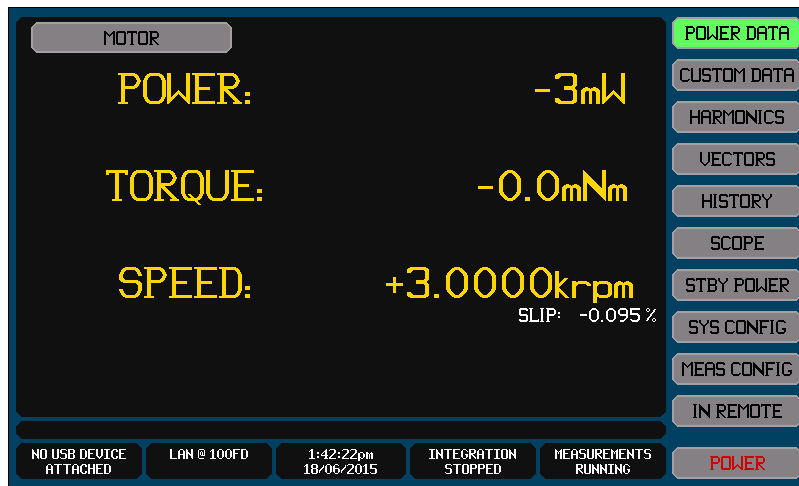 MOTOR
POWER: -3mW
TORQUE: -0.0mNm
SPEED: +3.0000krpm
SLIP: -0.095 %
POWER DATA
CUSTOM DATA
HARMONICS
VECTORS
HISTORY
SCOPE
STBY POWER
SYS CONFIG
MEAS CONFIG
IN REMOTE
POWER
NO USB DEVICE
ATTACHED
LAN @ 100FD
1:42:22pm
18/06/2015
INTEGRATION
STOPPED
MEASUREMENTS
RUNNING